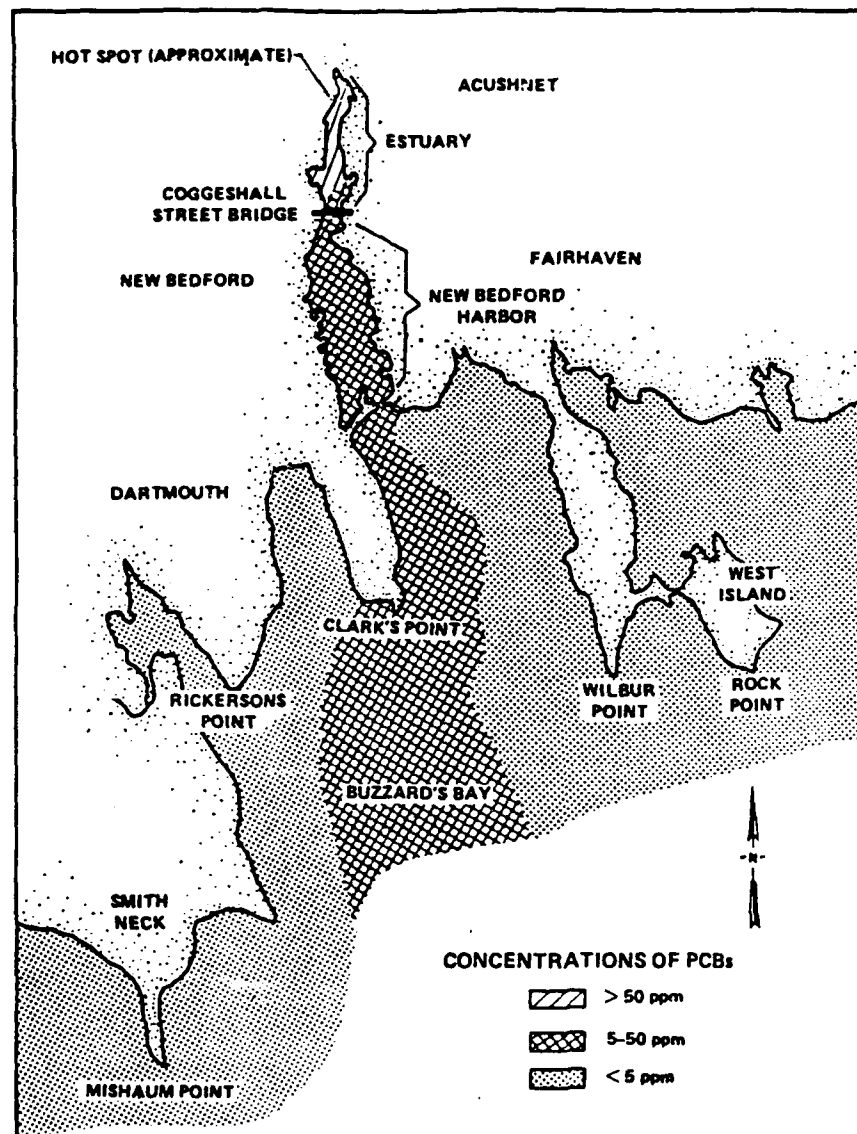 HOT SPOT (APPROXIMATE)
ACUSHNET
ESTUARY
COGGESHALL
STREET BRIDGE
NEW BEDFORD
FAIRHAVEN
NEW BEDFORD
HARBOR
DARTMOUTH
WEST
ISLAND
CLARK'S POINT
RICKERSONS
POINT
WILBUR
POINT
ROCK
POINT
BUZZARD'S BAY
-N-
SMITH
NECK
CONCENTRATIONS OF PCBs
> 50 ppm
5-50 ppm
< 5 ppm
MISHAUM POINT